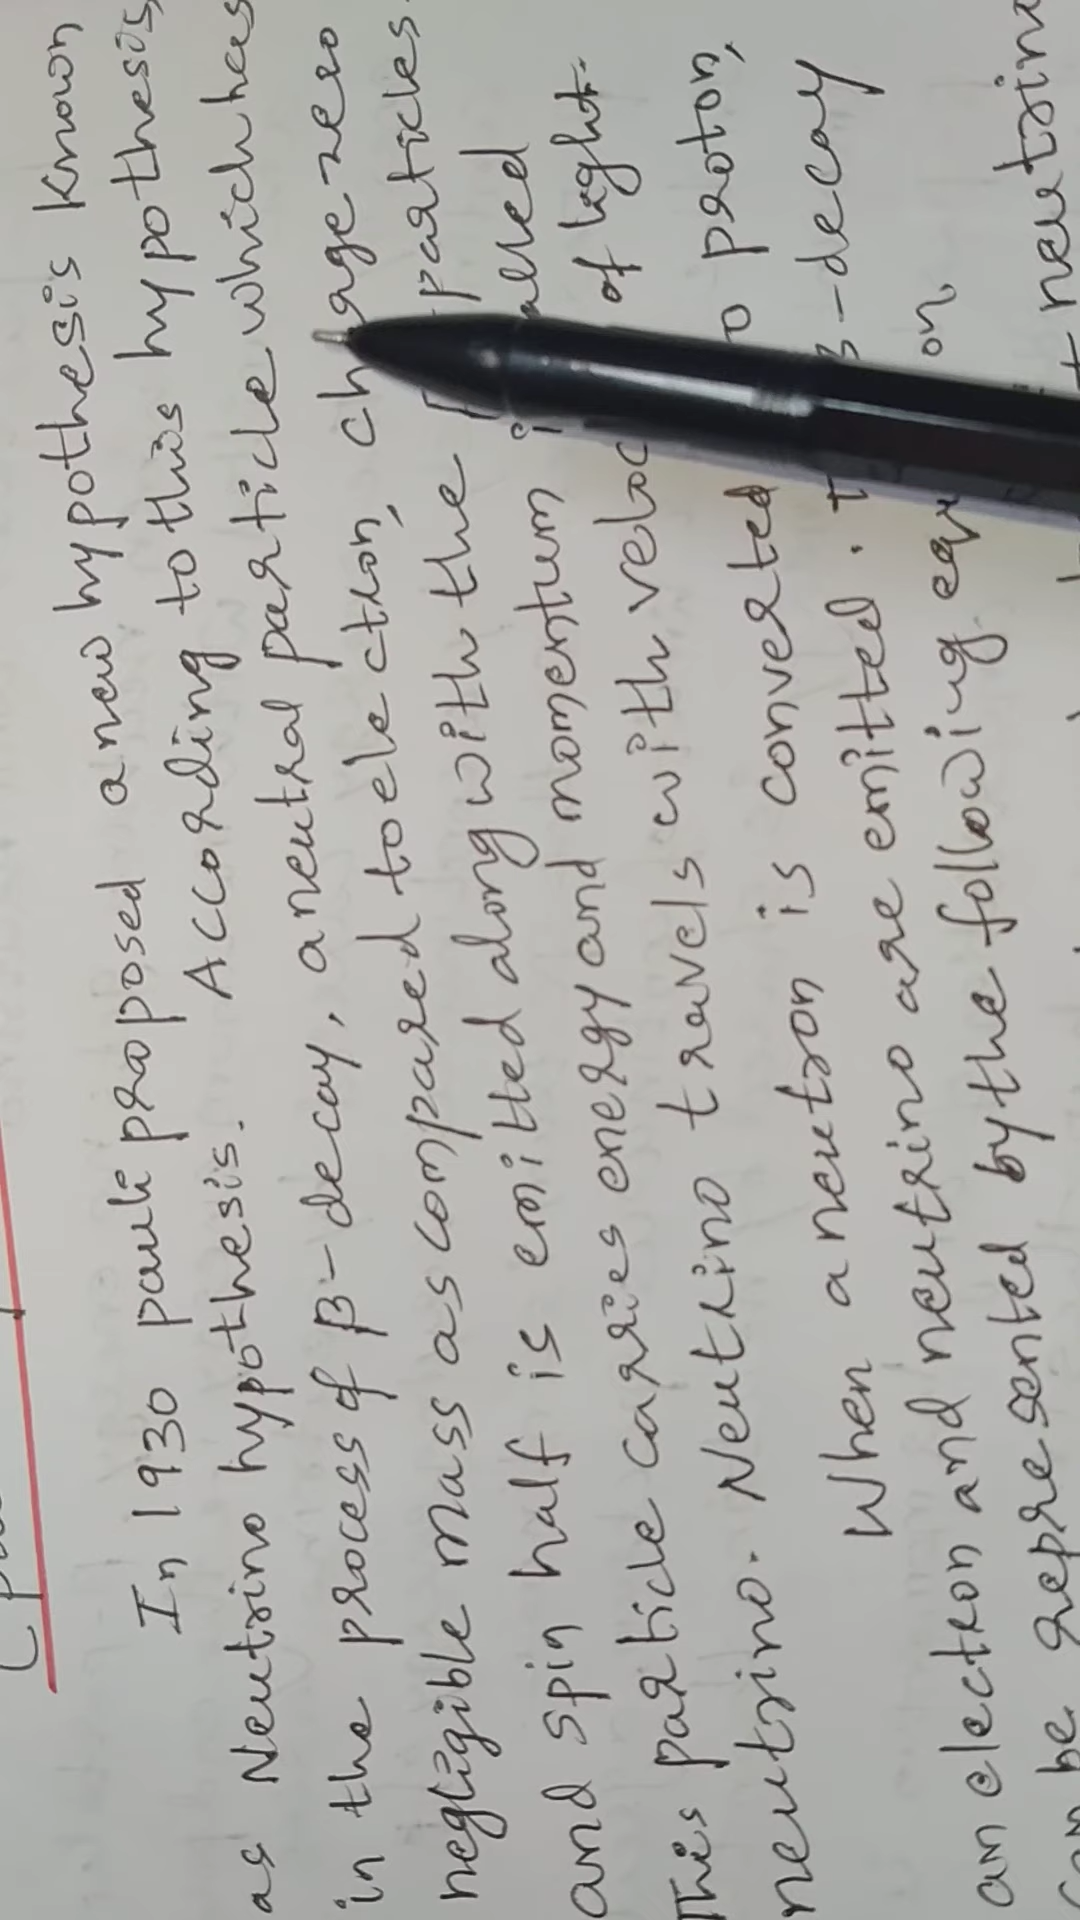 In 1930 pauli proposed a new hypothesis known
as Neutrino hypothesis. According to this hypothesis
in the process of β-decay, a neutral particle which has
negligible mass as compared to electron, charge zero
and spin half is emitted along with the particles.
This particle carries energy and momentum called
neutrino. Neutrino travels with of light.
When a neutron is converted proton,
an electron and neutrino are emitted. β-decay
can be represented by the following